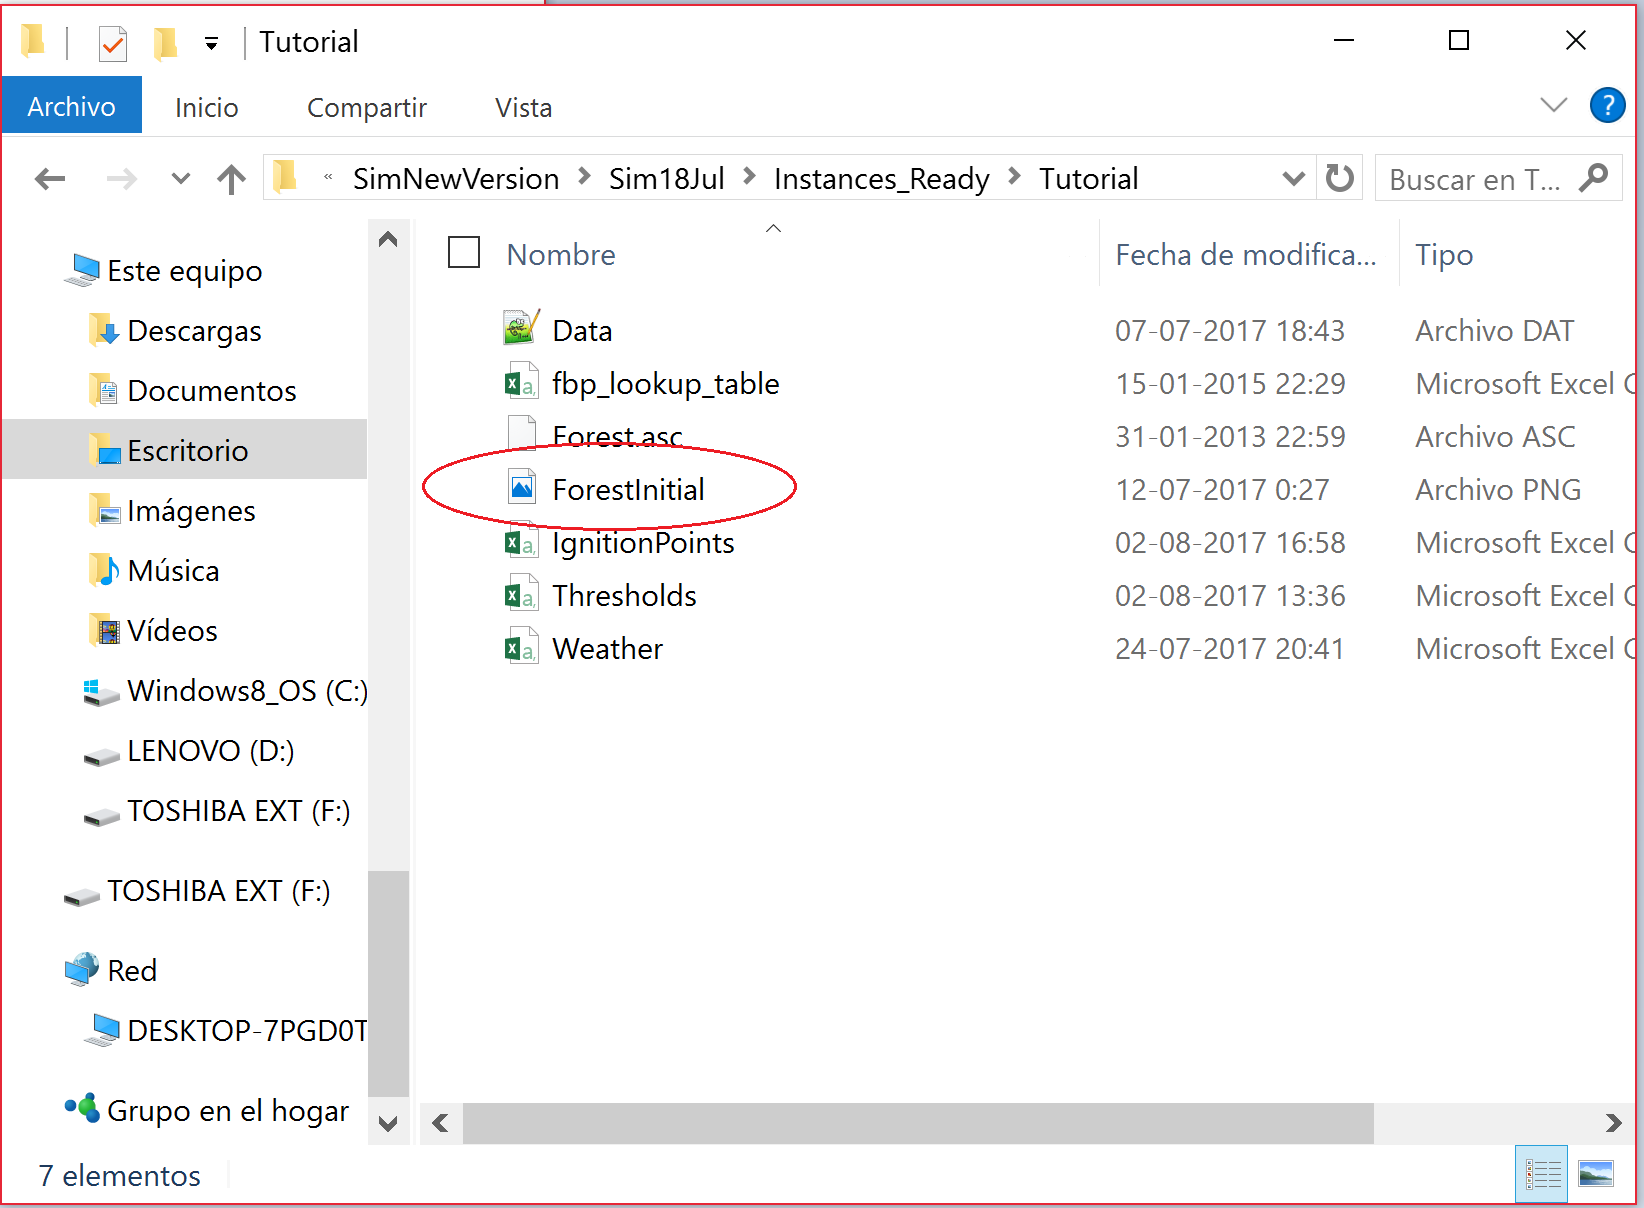 Tutorial
Archivo Inicio Compartir Vista ?
« SimNewVersion > Sim18Jul > Instances_Ready > Tutorial
Buscar en T...
Este equipo
Descargas
Documentos
Escritorio
Imágenes
Música
Vídeos
Windows8_OS (C:)
LENOVO (D:)
TOSHIBA EXT (F:)
TOSHIBA EXT (F:)
Red
DESKTOP-7PGD0T
Grupo en el hogar
Nombre Fecha de modifica... Tipo
Data 07-07-2017 18:43 Archivo DAT
fbp_lookup_table 15-01-2015 22:29 Microsoft Excel C
Forest.asc 31-01-2013 22:59 Archivo ASC
ForestInitial 12-07-2017 0:27 Archivo PNG
IgnitionPoints 02-08-2017 16:58 Microsoft Excel C
Thresholds 02-08-2017 13:36 Microsoft Excel C
Weather 24-07-2017 20:41 Microsoft Excel C
7 elementos